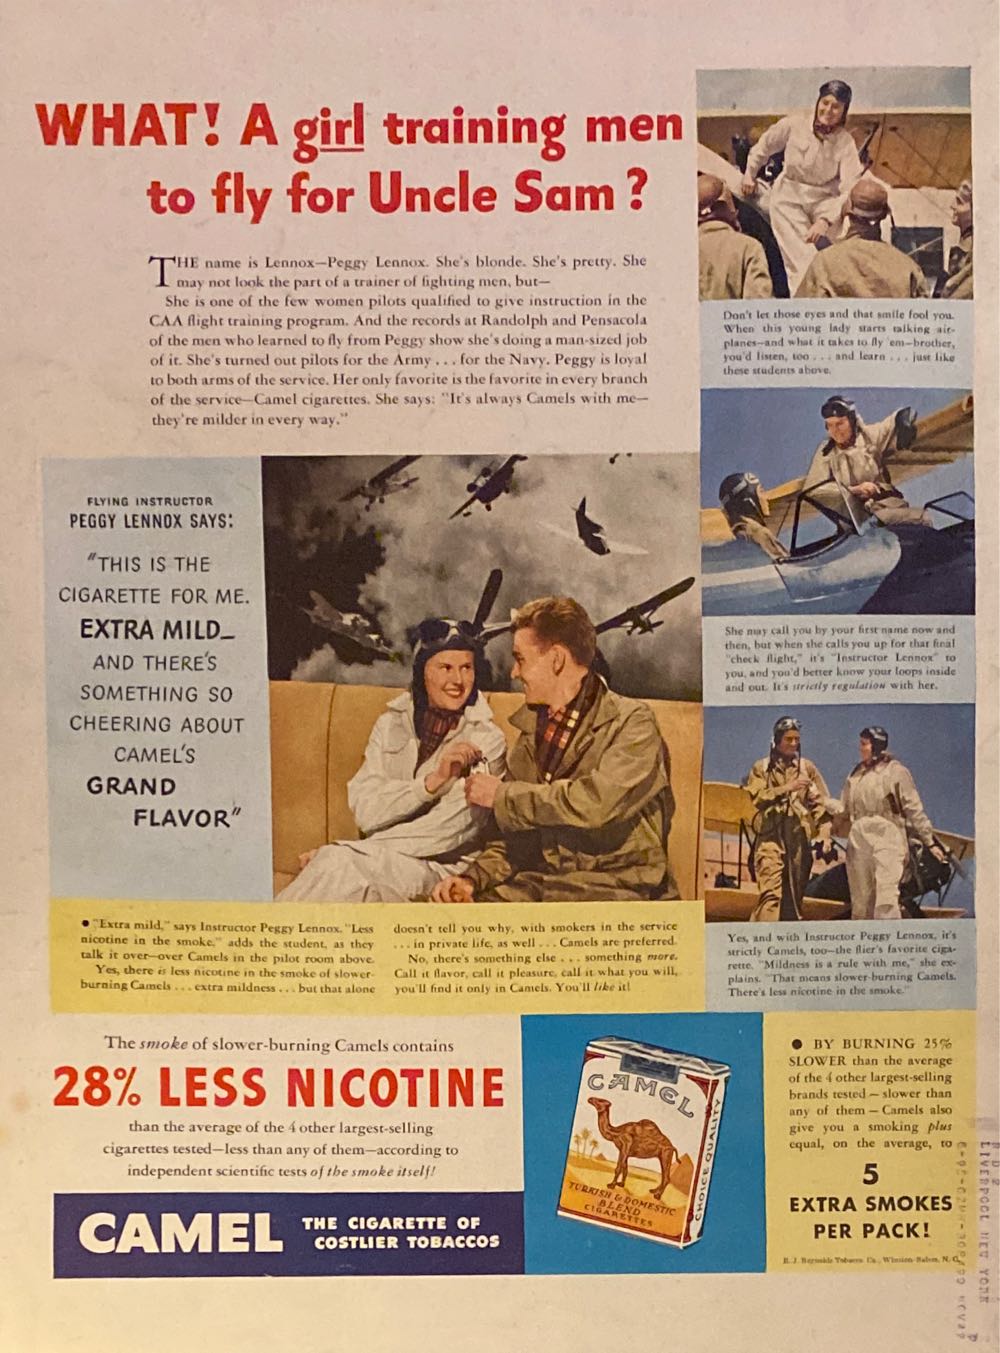 WHAT! A girl training men
to fly for Uncle Sam?
THE name is Lennox—Peggy Lennox. She's blonde. She's pretty. She
may not look the part of a trainer of fighting men, but—
She is one of the few women pilots qualified to give instruction in the
CAA flight training program. And the records at Randolph and Pensacola
of the men who learned to fly from Peggy show she's doing a man-sized job
of it. She's turned out pilots for the Army . . . for the Navy. Peggy is loyal
to both arms of the service. Her only favorite is the favorite in every branch
of the service—Camel cigarettes. She says: "It's always Camels with me—
they're milder in every way."
Don't let those eyes and that smile fool you.
When this young lady starts talking air-
planes—and what it takes to fly 'em—brother,
you'd listen, too . . . and learn . . . just like
these students above.
She may call you by your first name now and
then, but when she calls you up for that final
"check flight," it's "Instructor Lennox" to
you, and you'd better know your loops inside
and out. It's strictly regulation with her.
Yes, and with Instructor Peggy Lennox, it's
strictly Camels, too—the flier's favorite ciga-
rette. "Mildness is a rule with me," she ex-
plains. "That means slower-burning Camels.
There's less nicotine in the smoke."
FLYING INSTRUCTOR
PEGGY LENNOX SAYS:
"THIS IS THE
CIGARETTE FOR ME.
EXTRA MILD—
AND THERE'S
SOMETHING SO
CHEERING ABOUT
CAMEL'S
GRAND
FLAVOR"
● "Extra mild," says Instructor Peggy Lennox. "Less
nicotine in the smoke," adds the student, as they
talk it over—over Camels in the pilot room above.
Yes, there is less nicotine in the smoke of slower-
burning Camels . . . extra mildness . . . but that alone
doesn't tell you why, with smokers in the service
. . . in private life, as well . . . Camels are preferred.
No, there's something else . . . something more.
Call it flavor, call it pleasure, call it what you will,
you'll find it only in Camels. You'll like it!
The smoke of slower-burning Camels contains
28% LESS NICOTINE
than the average of the 4 other largest-selling
cigarettes tested—less than any of them—according to
independent scientific tests of the smoke itself!
CAMEL
THE CIGARETTE OF
COSTLIER TOBACCOS
CAMEL
TURKISH & DOMESTIC
BLEND
CIGARETTES
CHOICE QUALITY
● BY BURNING 25%
SLOWER than the average
of the 4 other largest-selling
brands tested — slower than
any of them — Camels also
give you a smoking plus
equal, on the average, to
5
EXTRA SMOKES
PER PACK!
R. J. Reynolds Tobacco Co., Winston-Salem, N. C.
LIVERPOOL NEW YORK